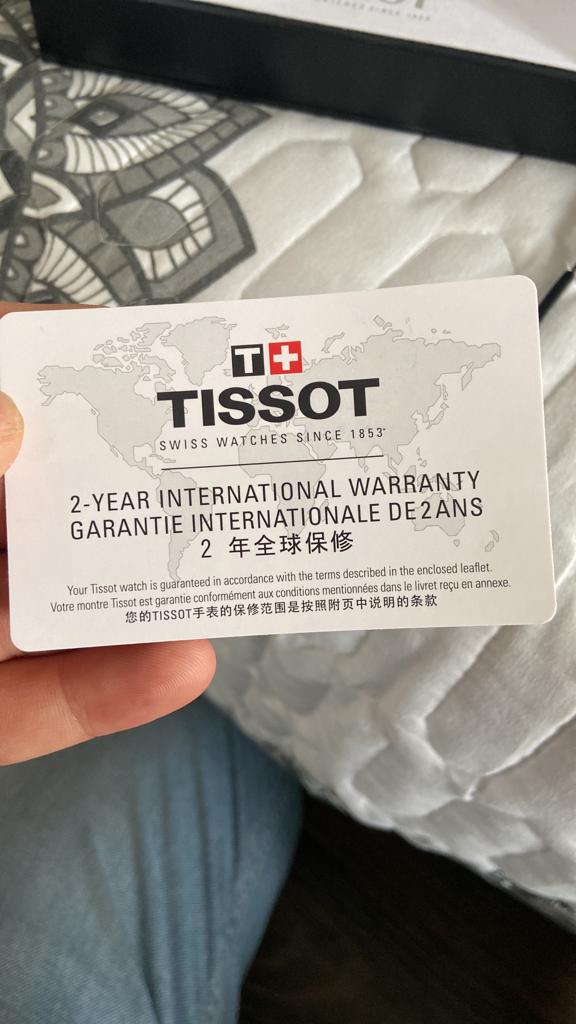 SINCE 1853
T+
TISSOT
SWISS WATCHES SINCE 1853
2-YEAR INTERNATIONAL WARRANTY
GARANTIE INTERNATIONALE DE2ANS
2 年全球保修
Your Tissot watch is guaranteed in accordance with the terms described in the enclosed leaflet.
Votre montre Tissot est garantie conformément aux conditions mentionnées dans le livret reçu en annexe.
您的TISSOT手表的保修范围是按照附页中说明的条款